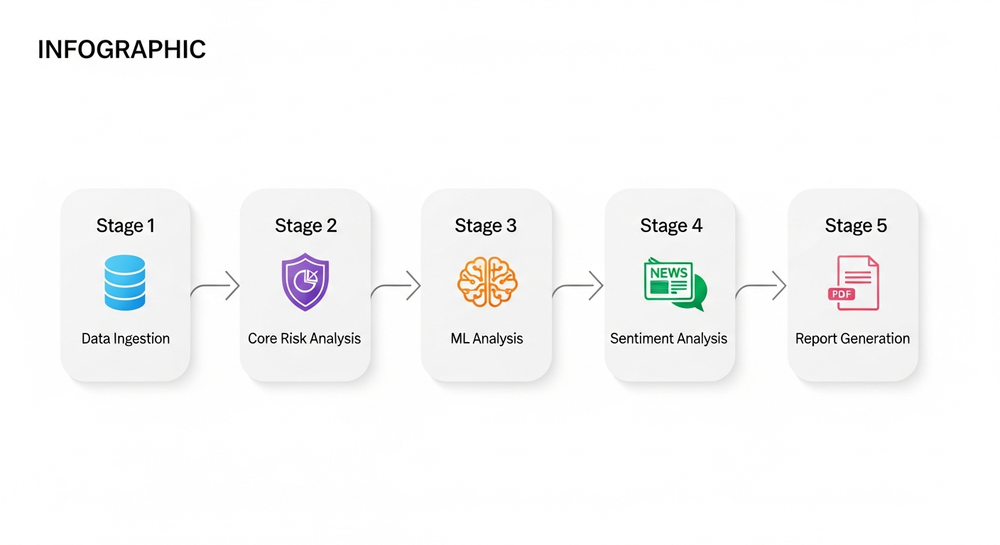 INFOGRAPHIC
Stage 1
Data Ingestion
Stage 2
Core Risk Analysis
Stage 3
ML Analysis
Stage 4
NEWS
Sentiment Analysis
Stage 5
PDF
Report Generation